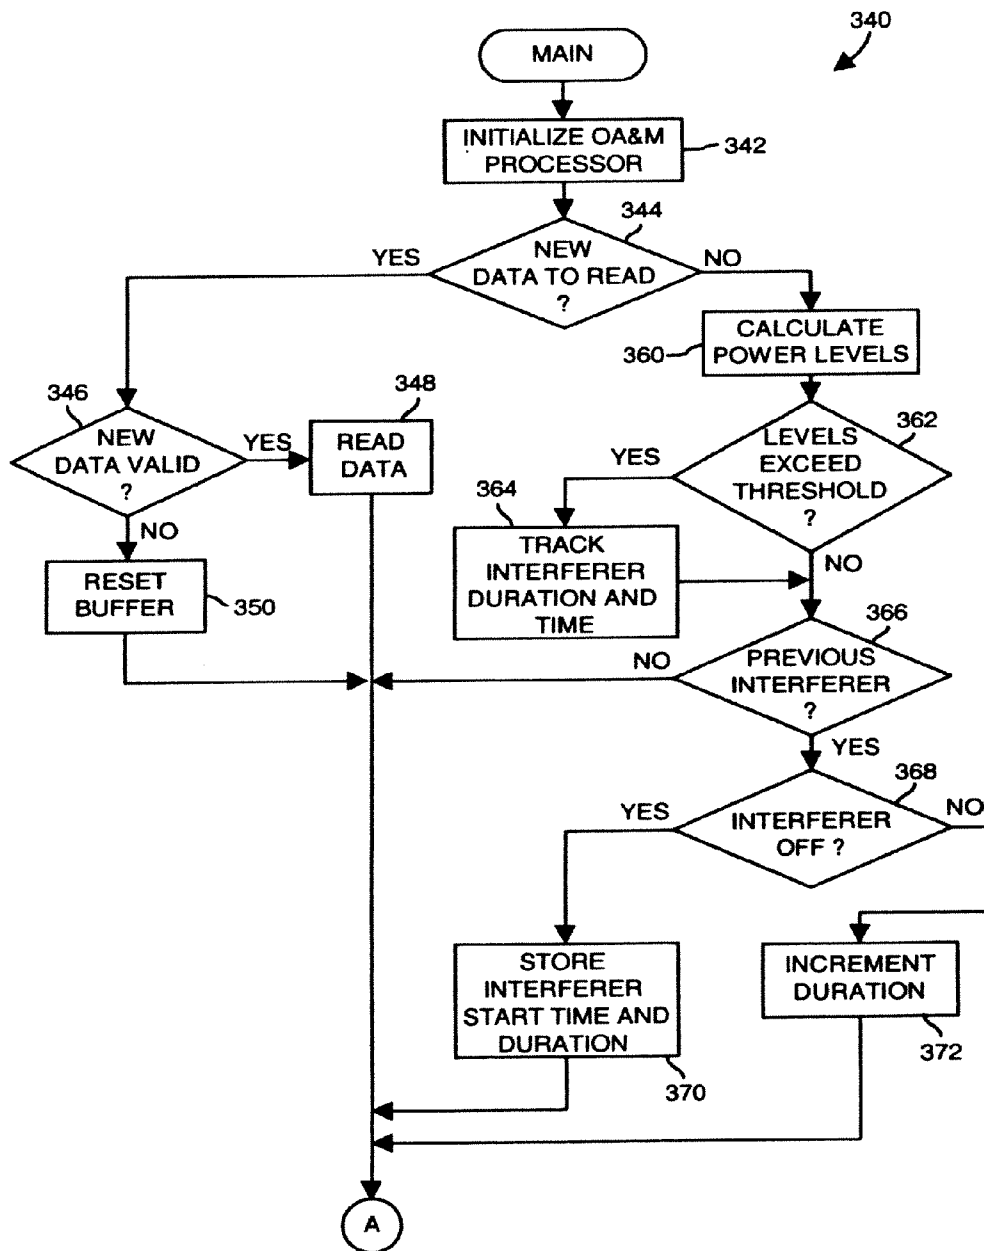 340
MAIN
INITIALIZE OA&M
PROCESSOR
342
344
YES
NEW
DATA TO READ
?
NO
CALCULATE
POWER LEVELS
360
346
NEW
DATA VALID
?
YES
348
READ
DATA
NO
RESET
BUFFER
350
362
LEVELS
EXCEED
THRESHOLD
?
YES
NO
364
TRACK
INTERFERER
DURATION AND
TIME
366
PREVIOUS
INTERFERER
?
NO
YES
368
INTERFERER
OFF ?
YES
NO
STORE
INTERFERER
START TIME AND
DURATION
370
INCREMENT
DURATION
372
A